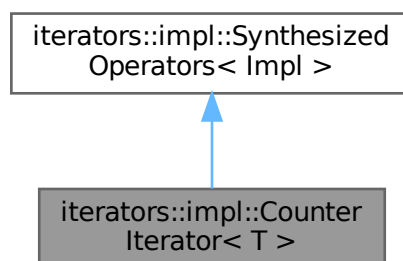 iterators::impl::Synthesized
Operators< Impl >
iterators::impl::Counter
Iterator< T >